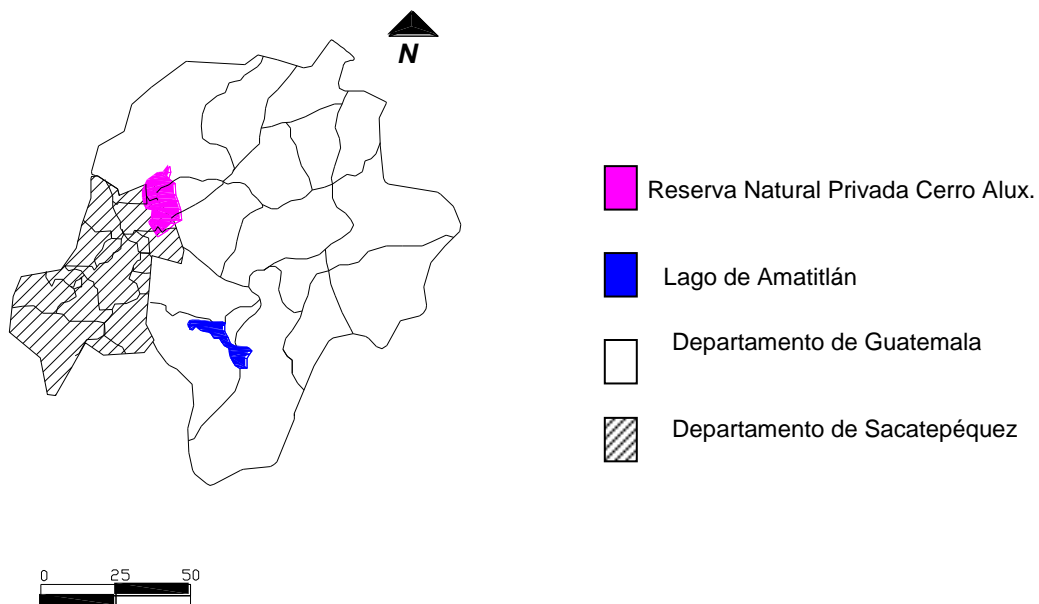 N
Reserva Natural Privada Cerro Alux.
Lago de Amatitlán
Departamento de Guatemala
Departamento de Sacatepéquez
0 25 50